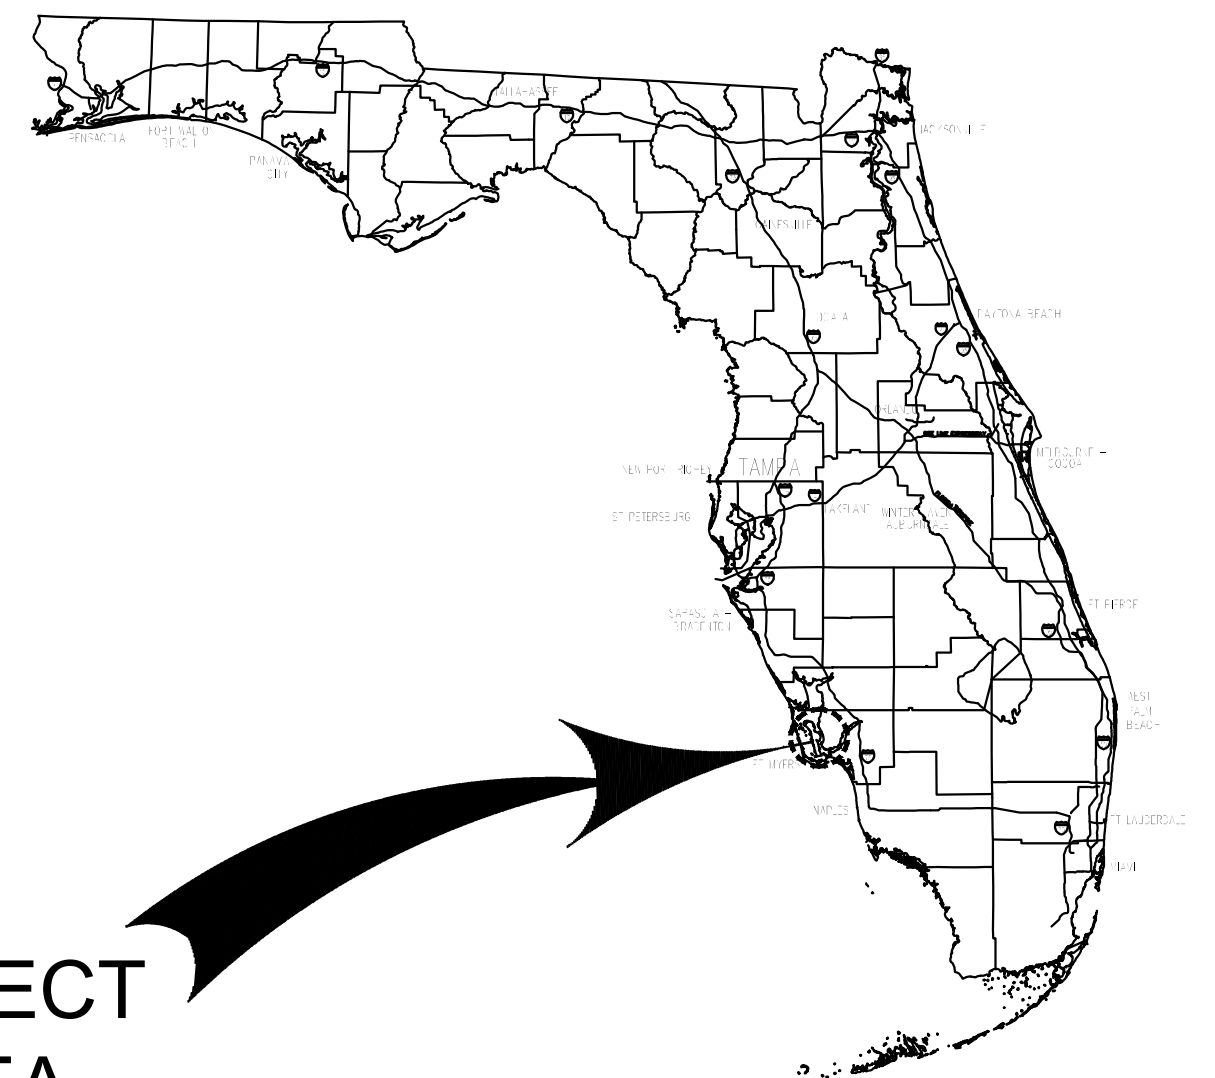 TALLAHASSEE
PENSACOLA
FORT WALTON
BEACH
PANAMA
CITY
JACKSONVILLE
GAINESVILLE
OCALA
DAYTONA BEACH
ORLANDO
MELBOURNE -
COCOA
NEW PORT RICHEY
TAMPA
LAKELAND
WINTER HAVEN
AUBURNDALE
ST PETERSBURG
SARASOTA -
BRADENTON
FT PIERCE
WEST
PALM
BEACH
FT MYERS
NAPLES
FT LAUDERDALE
MIAMI
ECT